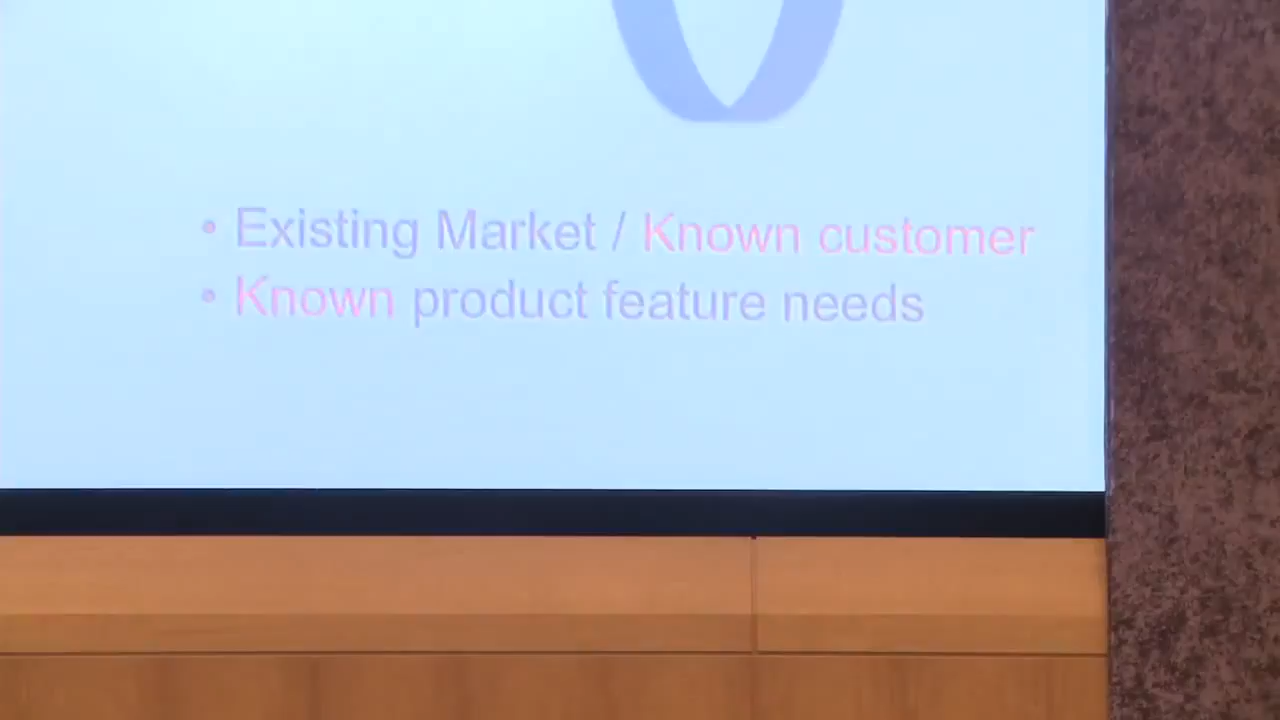 • Existing Market / Known customer
• Known product feature needs